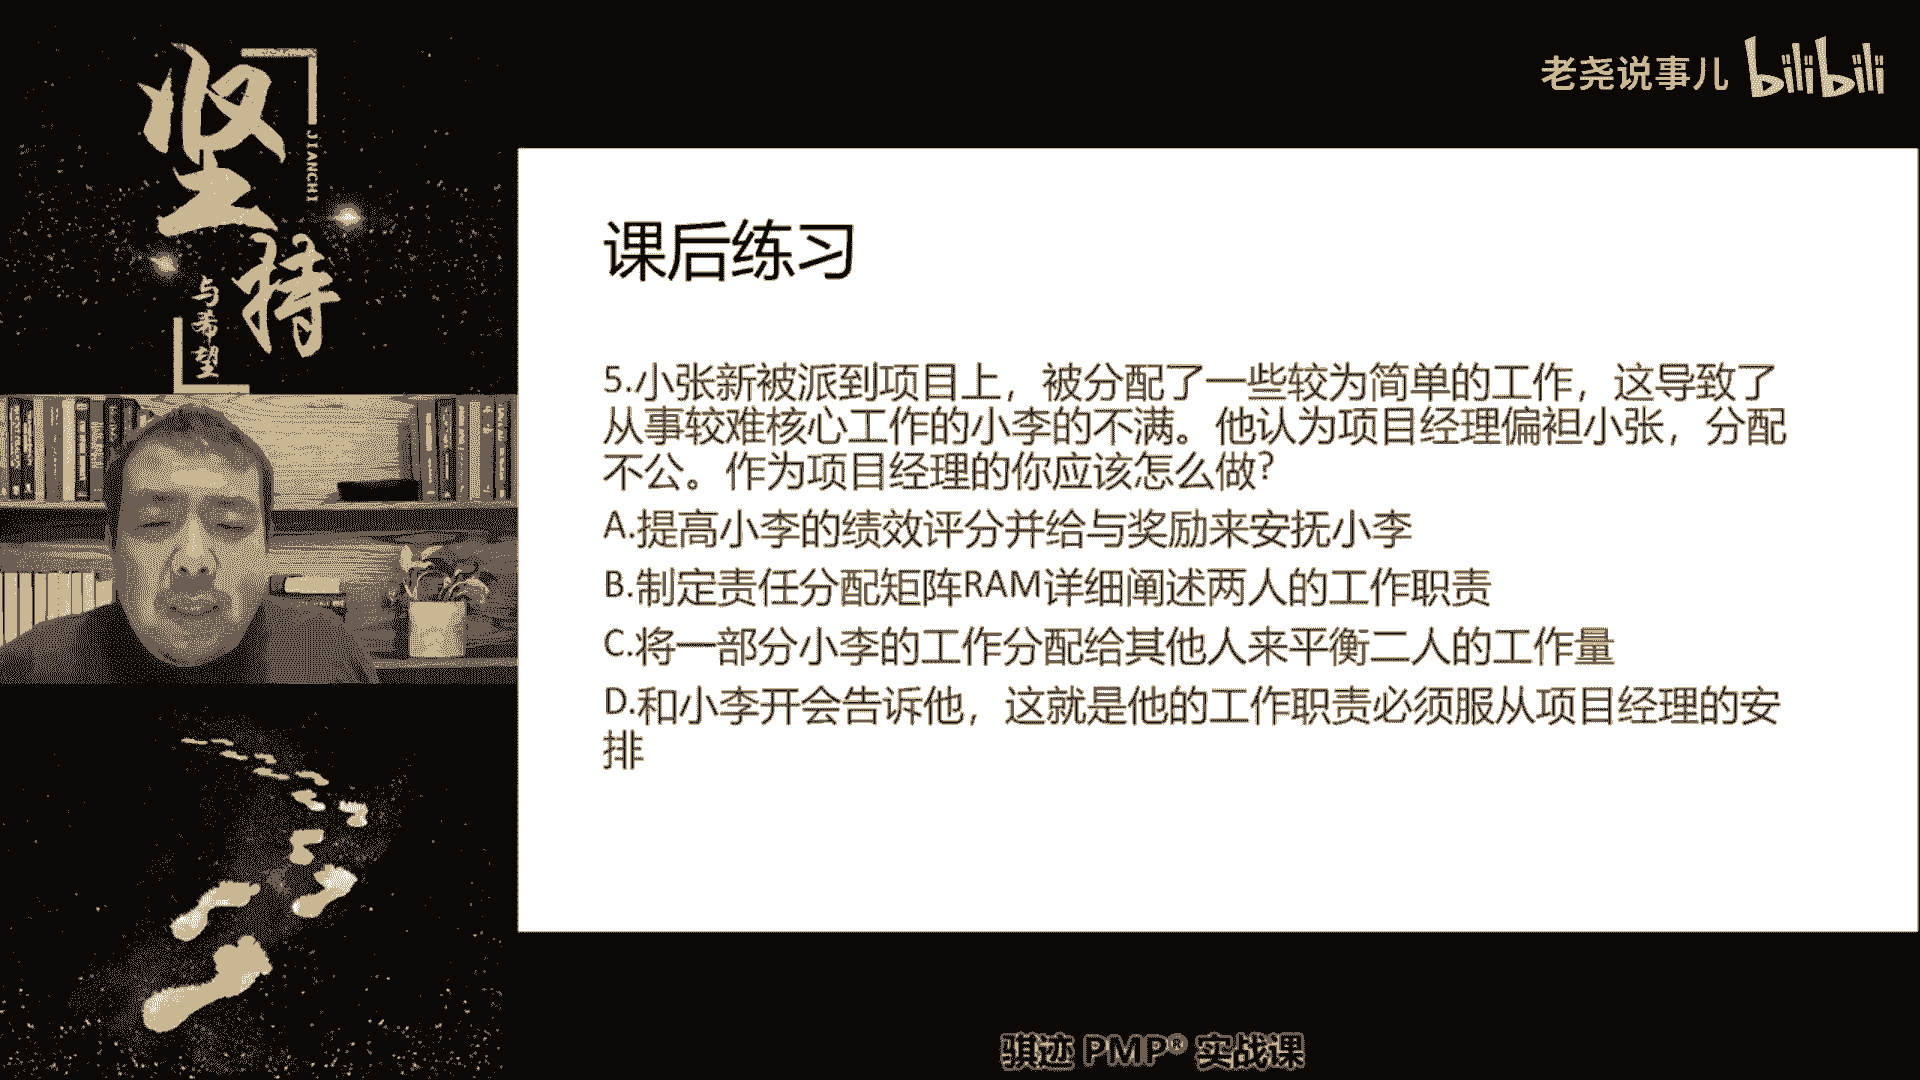 坚持
JIANCHI
与希望
老尧说事儿 bilibili
课后练习
5.小张新被派到项目上，被分配了一些较为简单的工作，这导致了
从事较难核心工作的小李的不满。他认为项目经理偏袒小张，分配
不公。作为项目经理的你应该怎么做?
A.提高小李的绩效评分并给与奖励来安抚小李
B.制定责任分配矩阵RAM详细阐述两人的工作职责
C.将一部分小李的工作分配给其他人来平衡二人的工作量
D.和小李开会告诉他，这就是他的工作职责必须服从项目经理的安
排
骐迹 PMP® 实战课